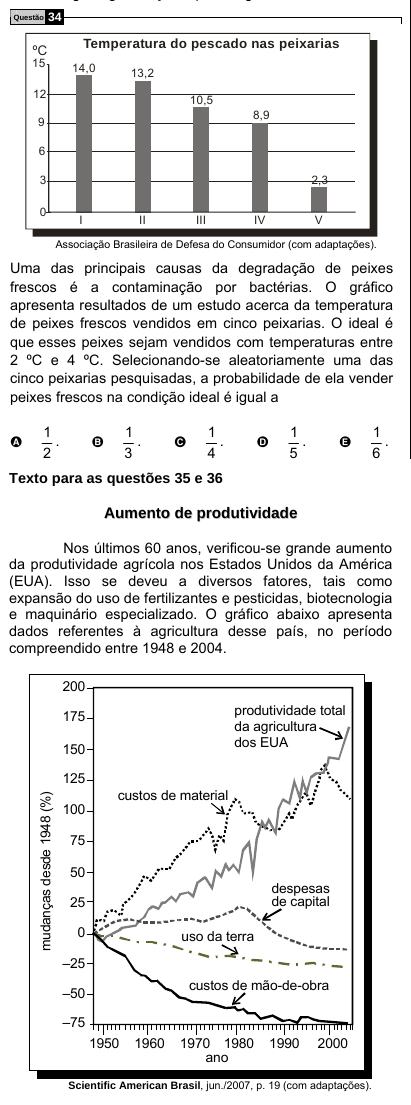 Questão 34
Temperatura do pescado nas peixarias
ºC
15
12
9
6
3
0
14,0
13,2
10,5
8,9
2,3
I
II
III
IV
V
Associação Brasileira de Defesa do Consumidor (com adaptações).
Uma das principais causas da degradação de peixes
frescos é a contaminação por bactérias. O gráfico
apresenta resultados de um estudo acerca da temperatura
de peixes frescos vendidos em cinco peixarias. O ideal é
que esses peixes sejam vendidos com temperaturas entre
2 ºC e 4 ºC. Selecionando-se aleatoriamente uma das
cinco peixarias pesquisadas, a probabilidade de ela vender
peixes frescos na condição ideal é igual a
A 1/2 . B 1/3 . C 1/4 . D 1/5 . E 1/6 .
Texto para as questões 35 e 36
Aumento de produtividade
Nos últimos 60 anos, verificou-se grande aumento
da produtividade agrícola nos Estados Unidos da América
(EUA). Isso se deveu a diversos fatores, tais como
expansão do uso de fertilizantes e pesticidas, biotecnologia
e maquinário especializado. O gráfico abaixo apresenta
dados referentes à agricultura desse país, no período
compreendido entre 1948 e 2004.
mudanças desde 1948 (%)
200
175
150
125
100
75
50
25
0
–25
–50
–75
produtividade total
da agricultura
dos EUA
custos de material
despesas
de capital
uso da terra
custos de mão-de-obra
1950 1960 1970 1980 1990 2000
ano
Scientific American Brasil, jun./2007, p. 19 (com adaptações).